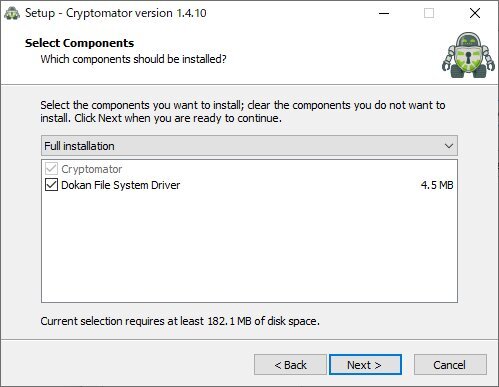 Setup - Cryptomator version 1.4.10
Select Components
Which components should be installed?
Select the components you want to install; clear the components you do not want to
install. Click Next when you are ready to continue.
Full installation
Cryptomator
Dokan File System Driver 4.5 MB
Current selection requires at least 182.1 MB of disk space.
< Back Next > Cancel